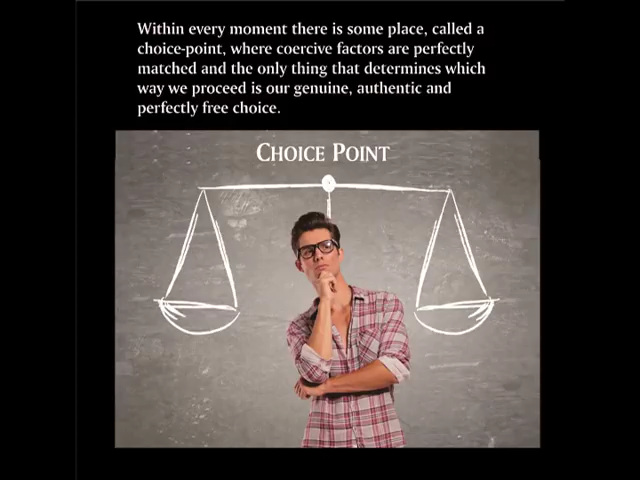 Within every moment there is some place, called a
choice-point, where coercive factors are perfectly
matched and the only thing that determines which
way we proceed is our genuine, authentic and
perfectly free choice.
CHOICE POINT